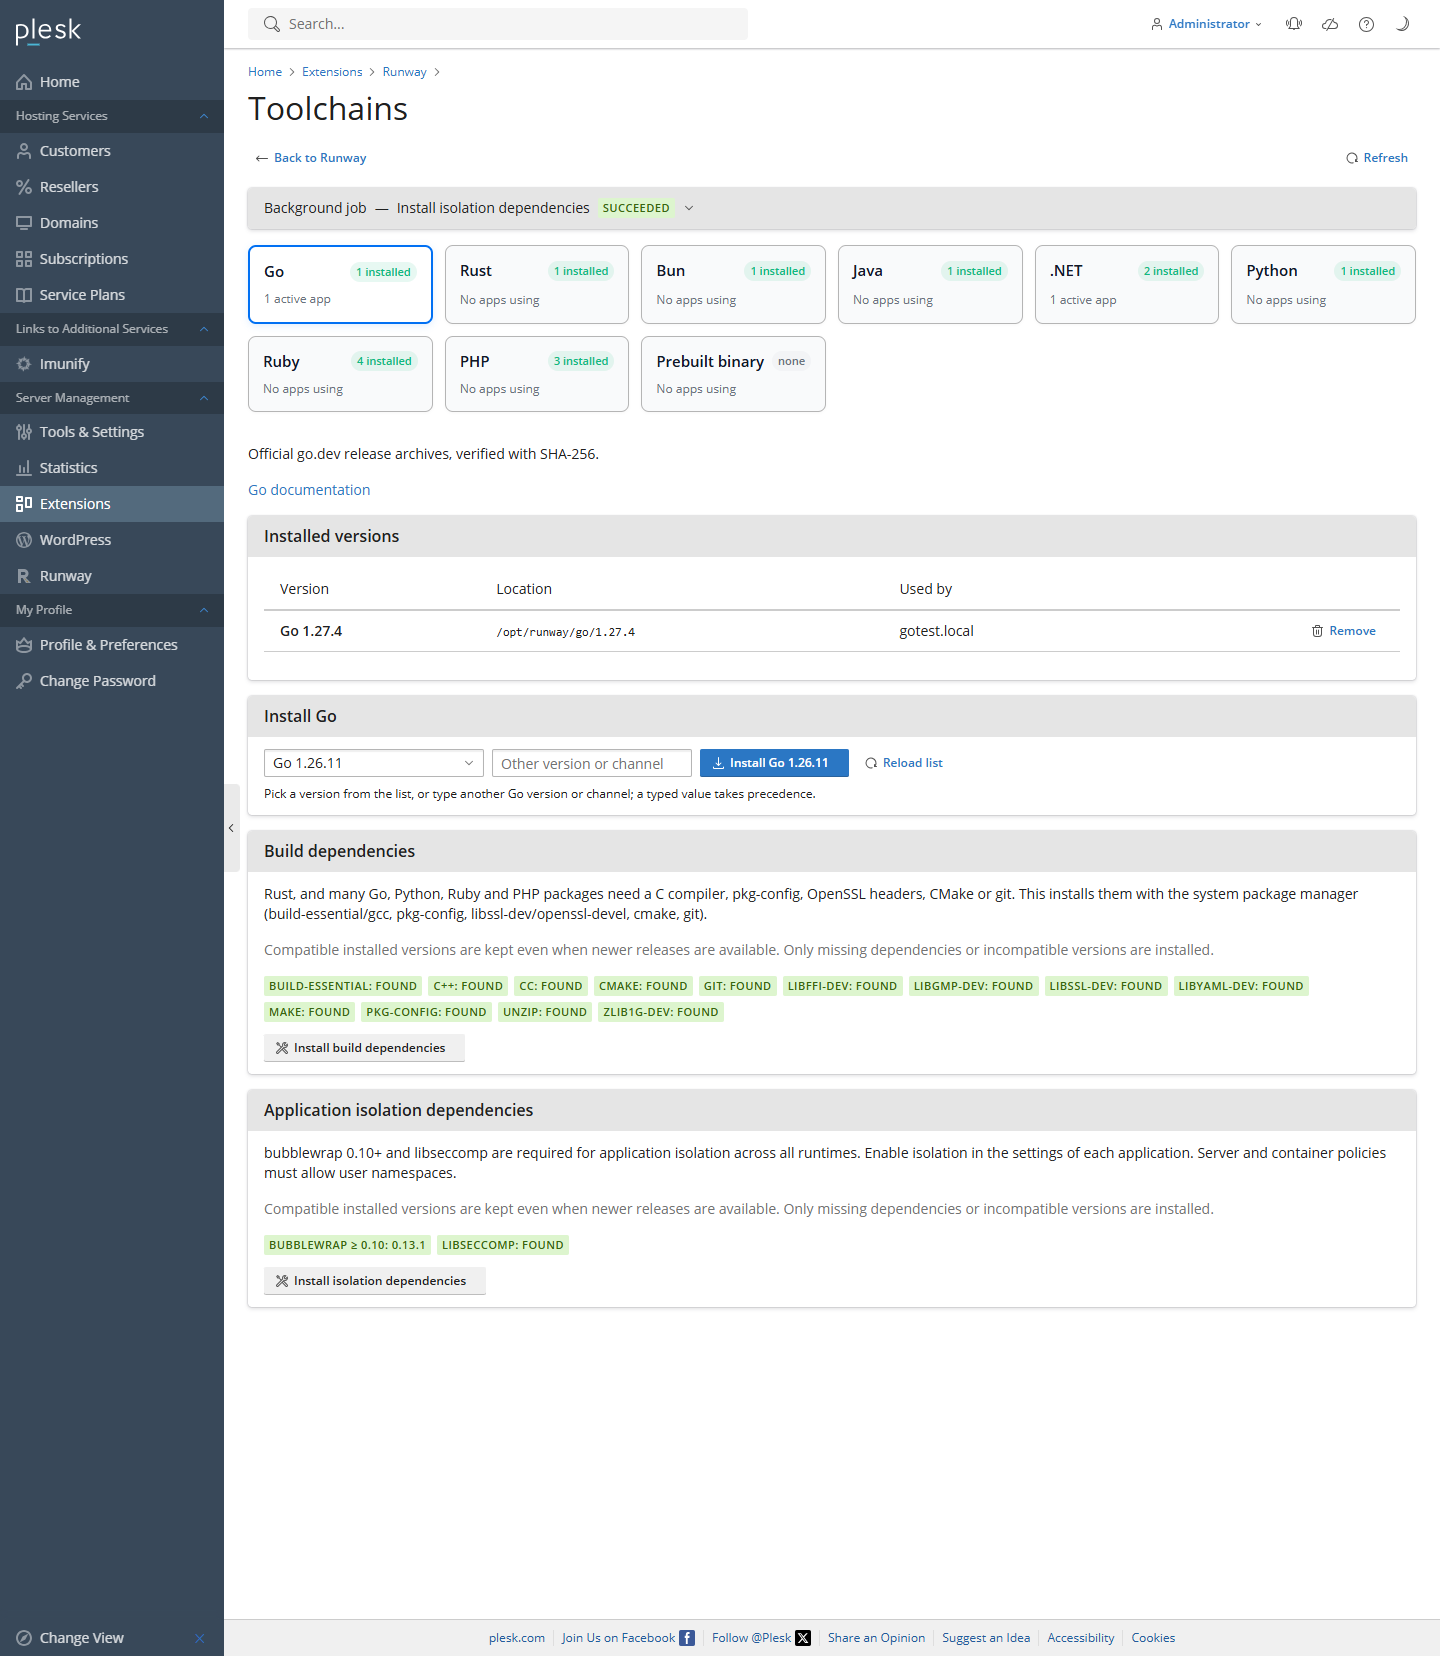 plesk
Search...
Administrator
Home
Hosting Services
Customers
Resellers
Domains
Subscriptions
Service Plans
Links to Additional Services
Imunify
Server Management
Tools & Settings
Statistics
Extensions
WordPress
Runway
My Profile
Profile & Preferences
Change Password
Change View
Home > Extensions > Runway >
Toolchains
Back to Runway
Refresh
Background job — Install isolation dependencies SUCCEEDED
Go 1 installed
1 active app
Rust 1 installed
No apps using
Bun 1 installed
No apps using
Java 1 installed
No apps using
.NET 2 installed
1 active app
Python 1 installed
No apps using
Ruby 4 installed
No apps using
PHP 3 installed
No apps using
Prebuilt binary none
No apps using
Official go.dev release archives, verified with SHA-256.
Go documentation
Installed versions
Version Location Used by
Go 1.27.4 /opt/runway/go/1.27.4 gotest.local Remove
Install Go
Go 1.26.11 Other version or channel Install Go 1.26.11 Reload list
Pick a version from the list, or type another Go version or channel; a typed value takes precedence.
Build dependencies
Rust, and many Go, Python, Ruby and PHP packages need a C compiler, pkg-config, OpenSSL headers, CMake or git. This installs them with the system package manager
(build-essential/gcc, pkg-config, libssl-dev/openssl-devel, cmake, git).
Compatible installed versions are kept even when newer releases are available. Only missing dependencies or incompatible versions are installed.
BUILD-ESSENTIAL: FOUND C++: FOUND CC: FOUND CMAKE: FOUND GIT: FOUND LIBFFI-DEV: FOUND LIBGMP-DEV: FOUND LIBSSL-DEV: FOUND LIBYAML-DEV: FOUND
MAKE: FOUND PKG-CONFIG: FOUND UNZIP: FOUND ZLIB1G-DEV: FOUND
Install build dependencies
Application isolation dependencies
bubblewrap 0.10+ and libseccomp are required for application isolation across all runtimes. Enable isolation in the settings of each application. Server and container policies
must allow user namespaces.
Compatible installed versions are kept even when newer releases are available. Only missing dependencies or incompatible versions are installed.
BUBBLEWRAP ≥ 0.10: 0.13.1 LIBSECCOMP: FOUND
Install isolation dependencies
plesk.com Join Us on Facebook Follow @Plesk Share an Opinion Suggest an Idea Accessibility Cookies